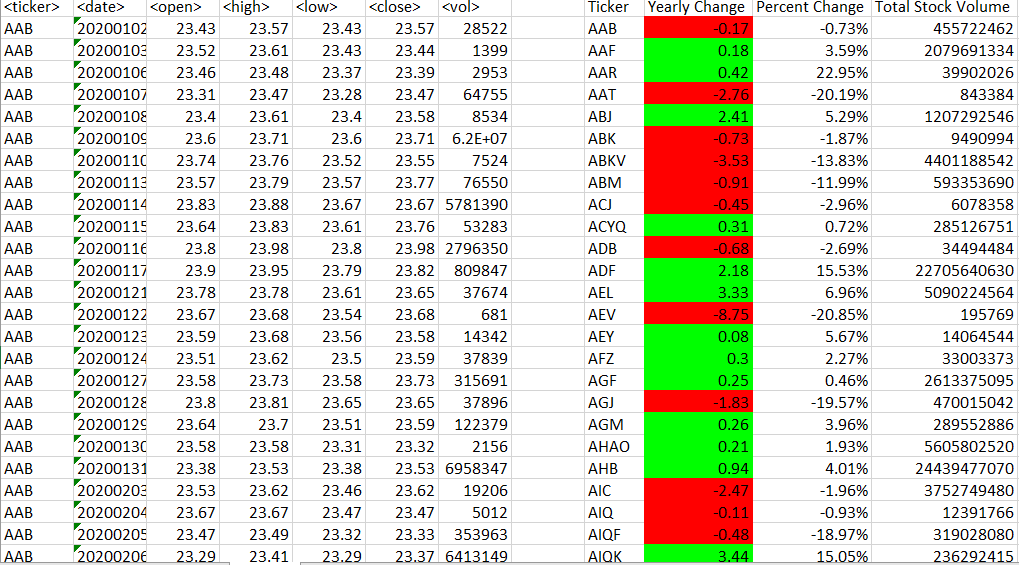 <ticker> <date> <open> <high> <low> <close> <vol> Ticker Yearly Change Percent Change Total Stock Volume
AAB 20200102 23.43 23.57 23.43 23.57 28522 AAB -0.17 -0.73% 455722462
AAB 20200103 23.52 23.61 23.43 23.44 1399 AAF 0.18 3.59% 2079691334
AAB 20200106 23.46 23.48 23.37 23.39 2953 AAR 0.42 22.95% 39902026
AAB 20200107 23.31 23.47 23.28 23.47 64755 AAT -2.76 -20.19% 843384
AAB 20200108 23.4 23.61 23.4 23.58 8534 ABJ 2.41 5.29% 1207292546
AAB 20200109 23.6 23.71 23.6 23.71 6.2E+07 ABK -0.73 -1.87% 9490994
AAB 20200110 23.74 23.76 23.52 23.55 7524 ABKV -3.53 -13.83% 4401188542
AAB 20200113 23.57 23.79 23.57 23.77 76550 ABM -0.91 -11.99% 593353690
AAB 20200114 23.83 23.88 23.67 23.67 5781390 ACJ -0.45 -2.96% 6078358
AAB 20200115 23.64 23.83 23.61 23.76 53283 ACYQ 0.31 0.72% 285126751
AAB 20200116 23.8 23.98 23.8 23.98 2796350 ADB -0.68 -2.69% 34494484
AAB 20200117 23.9 23.95 23.79 23.82 809847 ADF 2.18 15.53% 22705640630
AAB 20200121 23.78 23.78 23.61 23.65 37674 AEL 3.33 6.96% 5090224564
AAB 20200122 23.67 23.68 23.54 23.68 681 AEV -8.75 -20.85% 195769
AAB 20200123 23.59 23.68 23.56 23.58 14342 AEY 0.08 5.67% 14064544
AAB 20200124 23.51 23.62 23.5 23.59 37839 AFZ 0.3 2.27% 33003373
AAB 20200127 23.58 23.73 23.58 23.73 315691 AGF 0.25 0.46% 2613375095
AAB 20200128 23.8 23.81 23.65 23.65 37896 AGJ -1.83 -19.57% 470015042
AAB 20200129 23.64 23.7 23.51 23.59 122379 AGM 0.26 3.96% 289552886
AAB 20200130 23.58 23.58 23.31 23.32 2156 AHAO 0.21 1.93% 5605802520
AAB 20200131 23.38 23.53 23.38 23.53 6958347 AHB 0.94 4.01% 24439477070
AAB 20200203 23.53 23.62 23.46 23.62 19206 AIC -2.47 -1.96% 3752749480
AAB 20200204 23.67 23.67 23.47 23.47 5012 AIQ -0.11 -0.93% 12391766
AAB 20200205 23.47 23.49 23.32 23.33 353963 AIQF -0.48 -18.97% 319028080
AAB 20200206 23.29 23.41 23.29 23.37 6413149 AIQK 3.44 15.05% 236292415